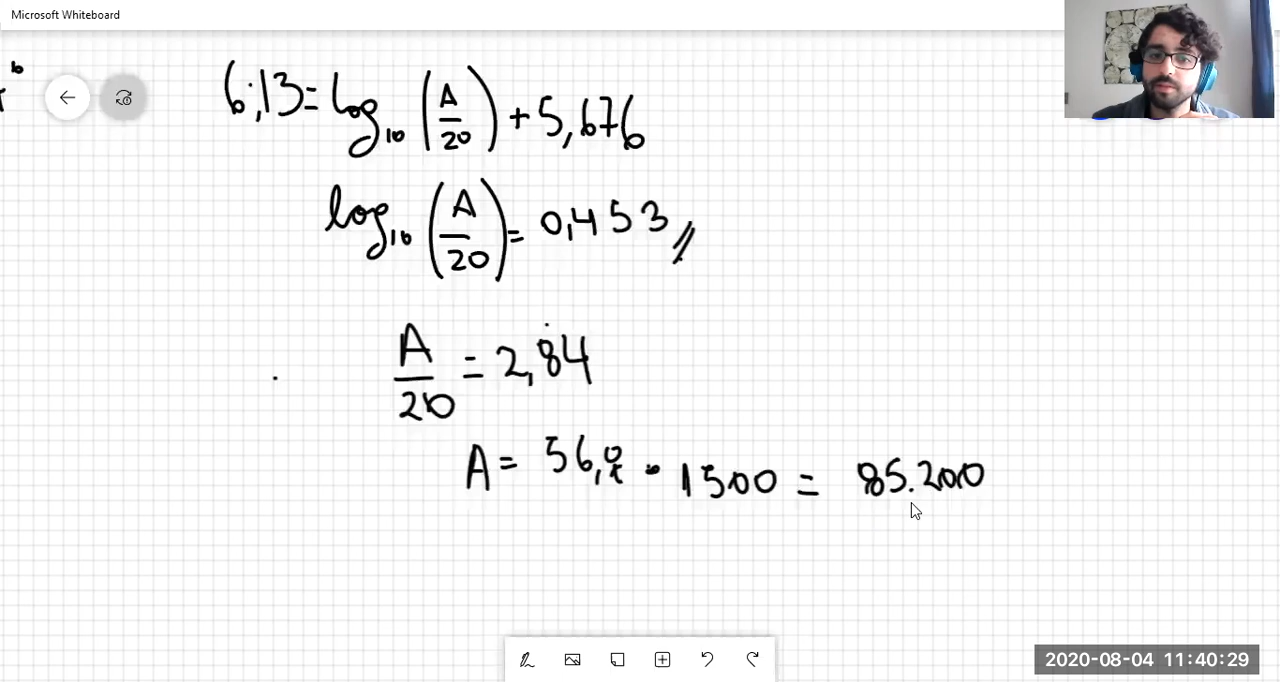 Microsoft Whiteboard
b
6,13 = log₁₀ (A/20) + 5,676
log₁₀ (A/20) = 0,453 //
A/20 = 2,84
A = 56,8 · 1500 = 85.200
2020-08-04 11:40:29